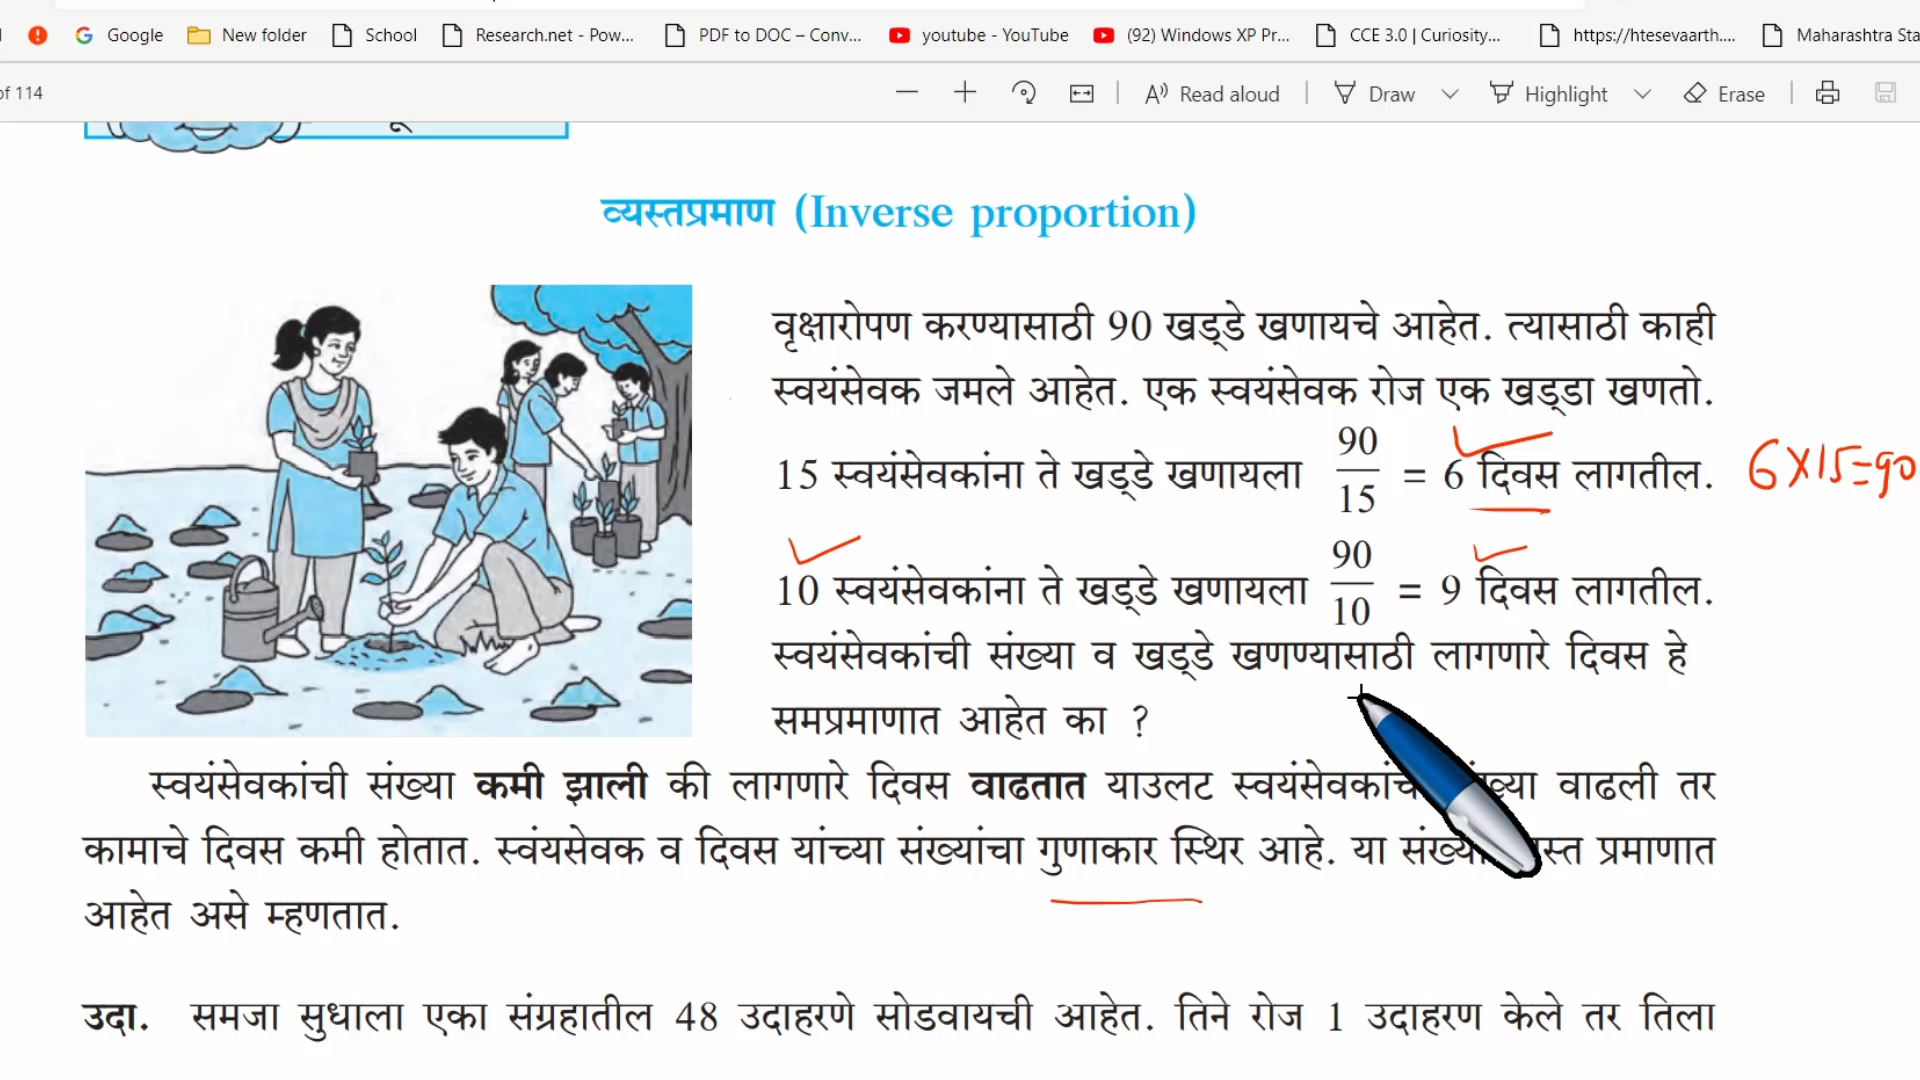 Google New folder School Research.net - Pow... PDF to DOC – Conv... youtube - YouTube (92) Windows XP Pr... CCE 3.0 | Curiosity... https://htesevaarth.... Maharashtra Sta
of 114 Read aloud Draw Highlight Erase
व्यस्तप्रमाण (Inverse proportion)
वृक्षारोपण करण्यासाठी 90 खड्डे खणायचे आहेत. त्यासाठी काही
स्वयंसेवक जमले आहेत. एक स्वयंसेवक रोज एक खड्डा खणतो.
15 स्वयंसेवकांना ते खड्डे खणायला 90/15 = 6 दिवस लागतील. 6×15=90
10 स्वयंसेवकांना ते खड्डे खणायला 90/10 = 9 दिवस लागतील.
स्वयंसेवकांची संख्या व खड्डे खणण्यासाठी लागणारे दिवस हे
समप्रमाणात आहेत का ?
स्वयंसेवकांची संख्या कमी झाली की लागणारे दिवस वाढतात याउलट वाढली तर
कामाचे दिवस कमी होतात. स्वंयसेवक व दिवस यांच्या संख्यांचा गुणाकार स्थिर आहे. या प्रमाणात
आहेत असे म्हणतात.
उदा. समजा सुधाला एका संग्रहातील 48 उदाहरणे सोडवायची आहेत. तिने रोज 1 उदाहरण केले तर तिला